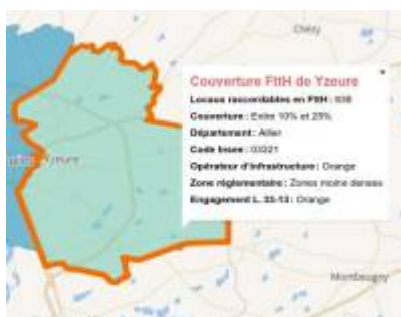 Chézy
Couverture FttH de Yzeure
Locaux raccordables en FttH : 838
Couverture : Entre 10% et 25%
Département : Allier
Code Insee : 03321
Opérateur d'infrastructure : Orange
Zone réglementaire : Zones moins denses
Engagement L. 33-13 : Orange
Yzeure
Montbeugny